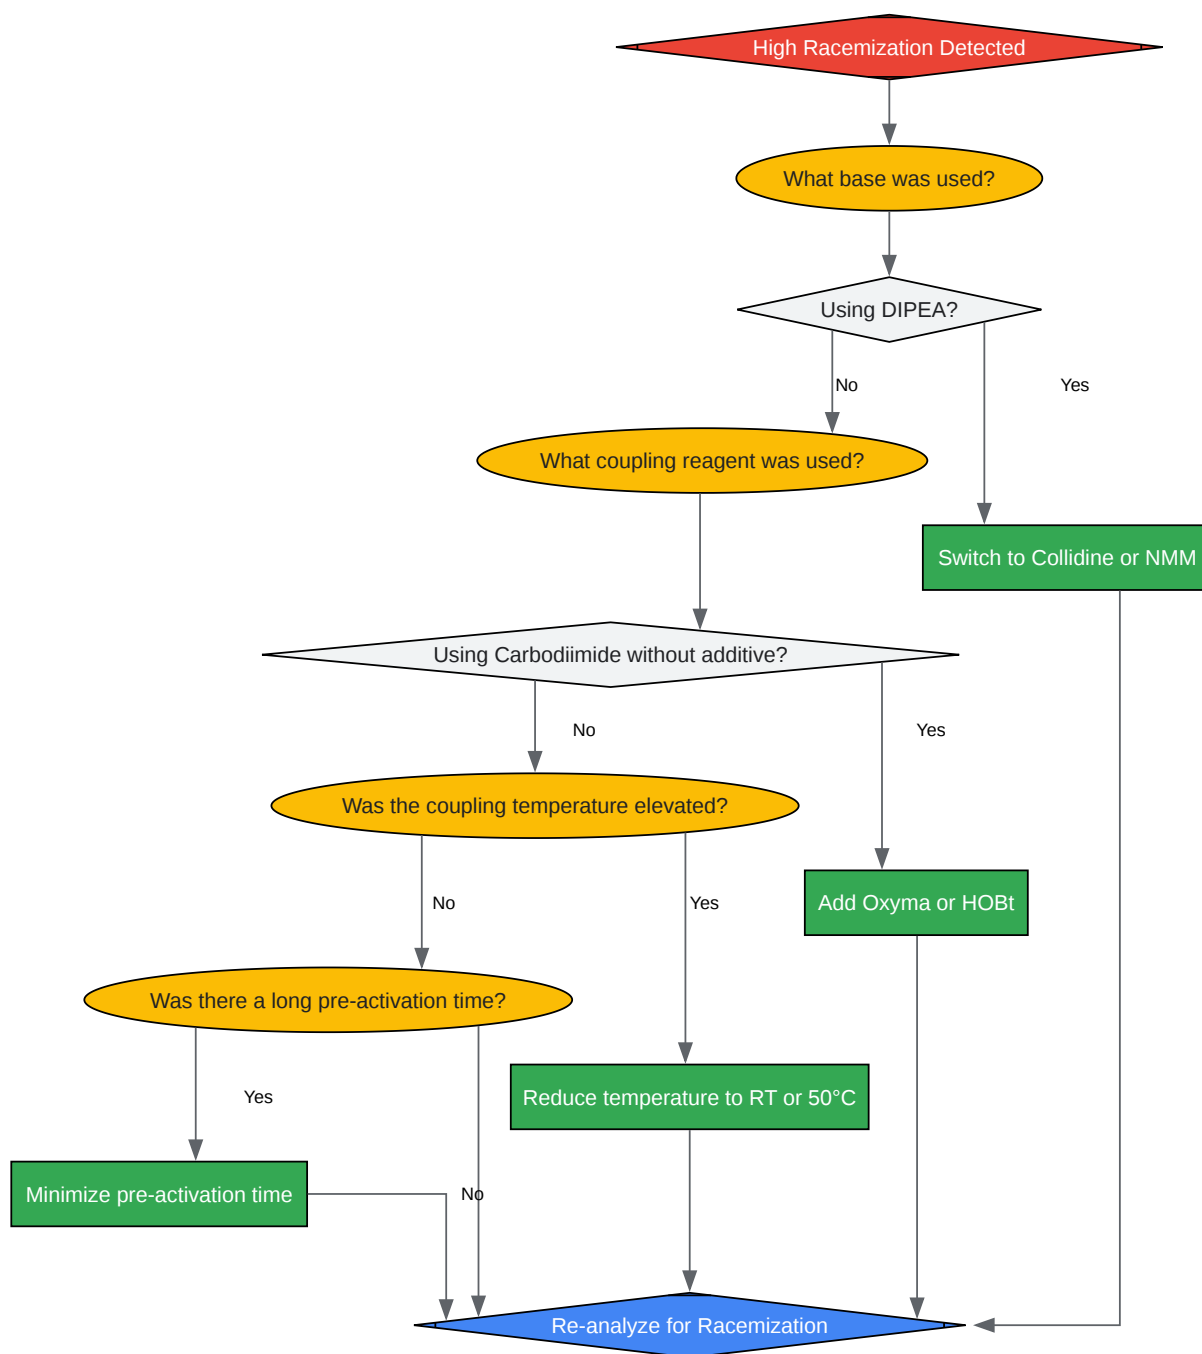 High Racemization Detected
What base was used?
Using DIPEA?
No
Yes
What coupling reagent was used?
Switch to Collidine or NMM
Using Carbodiimide without additive?
No
Yes
Was the coupling temperature elevated?
No
Yes
Add Oxyma or HOBt
Was there a long pre-activation time?
Yes
Reduce temperature to RT or 50°C
Minimize pre-activation time
No
Re-analyze for Racemization